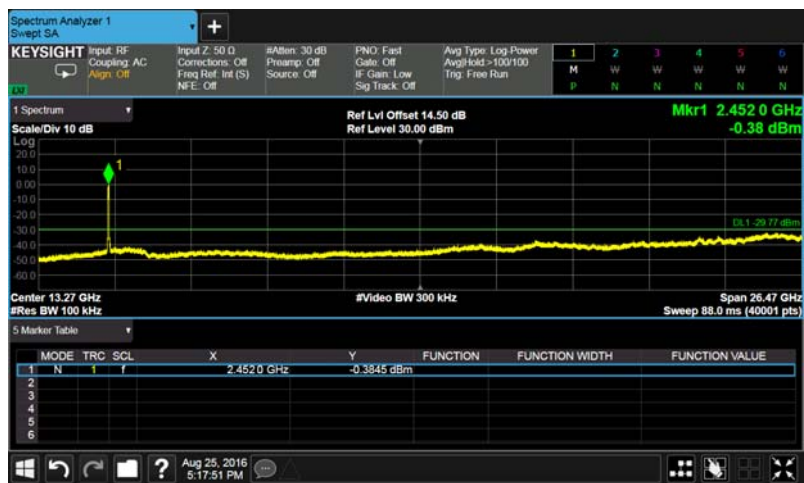 Spectrum Analyzer 1
Swept SA
+
KEYSIGHT
Input: RF
Coupling: AC
Align: Off
Input Z: 50 Ω
Corrections: Off
Freq Ref: Int (S)
NFE: Off
#Atten: 30 dB
Preamp: Off
Source: Off
PNO: Fast
Gate: Off
IF Gain: Low
Sig Track: Off
Avg Type: Log-Power
Avg|Hold:>100/100
Trig: Free Run
1 2 3 4 5 6
M W W W W W
P N N N N N
LXI
1 Spectrum
Scale/Div 10 dB
Ref Lvl Offset 14.50 dB
Ref Level 30.00 dBm
Mkr1 2.452 0 GHz
-0.38 dBm
Log
20.0
10.0
0.00
-10.0
-20.0
-30.0
-40.0
-50.0
-60.0
1
DL1 -29.77 dBm
Center 13.27 GHz
#Res BW 100 kHz
#Video BW 300 kHz
Span 26.47 GHz
Sweep 88.0 ms (40001 pts)
5 Marker Table
MODE TRC SCL X Y FUNCTION FUNCTION WIDTH FUNCTION VALUE
1 N 1 f 2.452 0 GHz -0.3845 dBm
2
3
4
5
6
?
Aug 25, 2016
5:17:51 PM